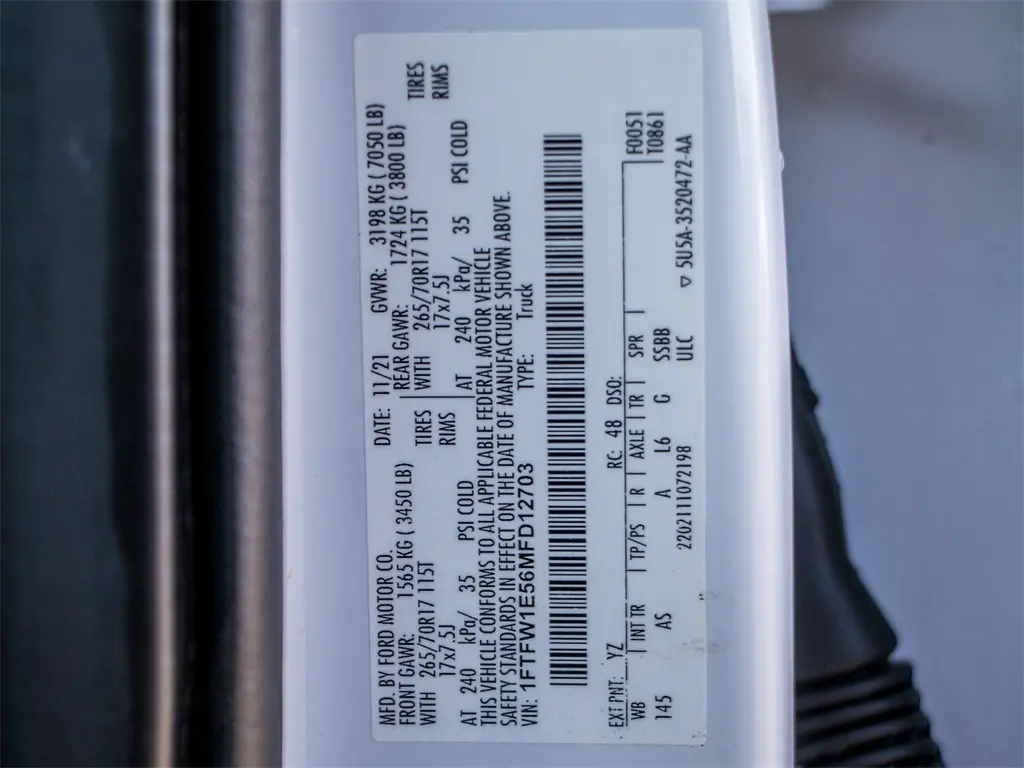 MFD. BY FORD MOTOR CO. DATE: 11/21 GVWR: 3198 KG ( 7050 LB)
FRONT GAWR: 1565 KG ( 3450 LB) REAR GAWR: 1724 KG ( 3800 LB)
WITH 265/70R17 115T TIRES WITH 265/70R17 115T TIRES
17x7.5J RIMS 17x7.5J RIMS
AT 240 kPa/ 35 PSI COLD AT 240 kPa/ 35 PSI COLD
THIS VEHICLE CONFORMS TO ALL APPLICABLE FEDERAL MOTOR VEHICLE
SAFETY STANDARDS IN EFFECT ON THE DATE OF MANUFACTURE SHOWN ABOVE.
VIN: 1FTFW1E56MFD12703 TYPE: Truck
EXT PNT: YZ RC: 48 DSO: F0051
WB | INT TR | TP/PS | R | AXLE | TR | SPR | T0861
145 AS A L6 G SSBB
22021111072198 ULC ▽ 5U5A-3520472-AA